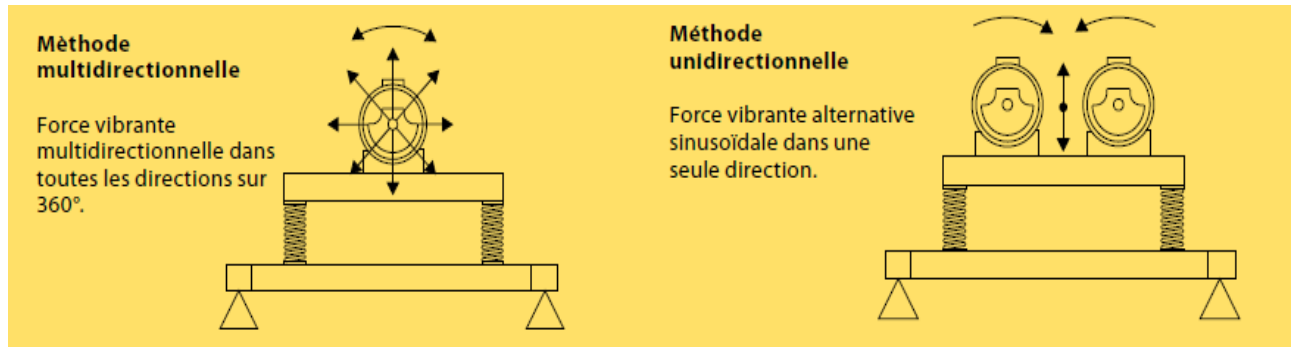 Mèthode
multidirectionnelle
Force vibrante
multidirectionnelle dans
toutes les directions sur
360°.
Méthode
unidirectionnelle
Force vibrante alternative
sinusoïdale dans une
seule direction.